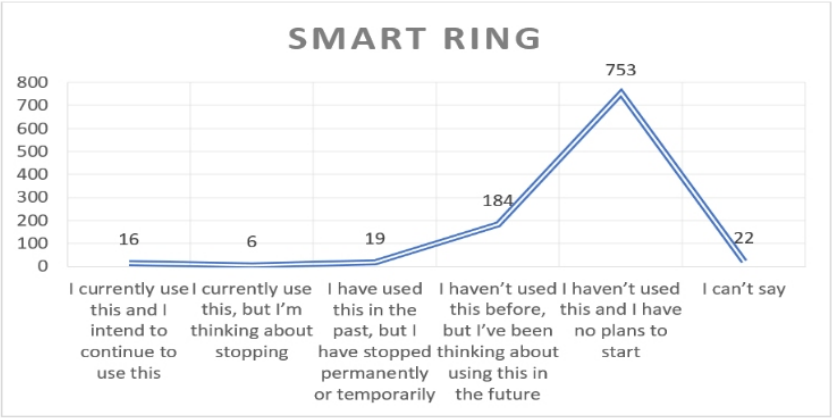 SMART RING
800
700
600
500
400
300
200
100
0
16
6
19
184
753
22
I currently use this and I intend to continue to use this
I currently use this, but I'm thinking about stopping
I have used this in the past, but I have stopped permanently or temporarily
I haven't used this before, but I've been thinking about using this in the future
I haven't used this and I have no plans to start
I can't say